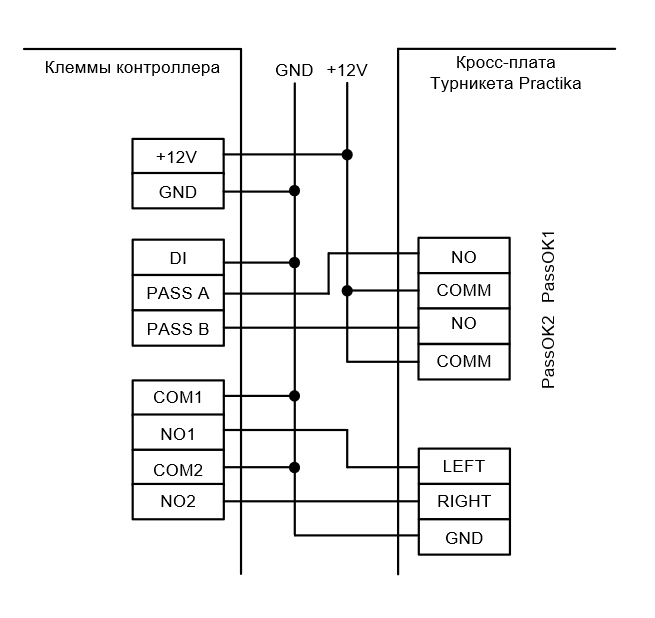 Клеммы контроллера
GND
+12V
Кросс-плата
Турникета Practika
+12V
GND
DI
PASS A
PASS B
NO
COMM
NO
COMM
PassOK1
PassOK2
COM1
NO1
COM2
NO2
LEFT
RIGHT
GND